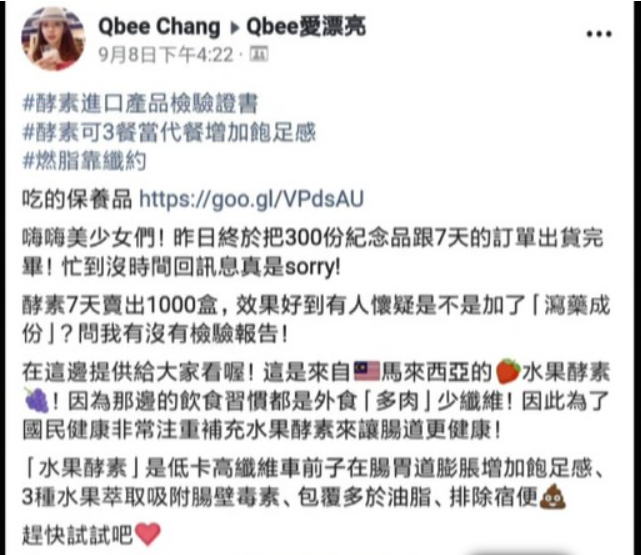 Qbee Chang ▸ Qbee愛漂亮
9月8日下午4:22 ·
#酵素進口產品檢驗證書
#酵素可3餐當代餐增加飽足感
#燃脂靠纖約
吃的保養品 https://goo.gl/VPdsAU
嗨嗨美少女們！昨日終於把300份紀念品跟7天的訂單出貨完
畢！忙到沒時間回訊息真是sorry!
酵素7天賣出1000盒，效果好到有人懷疑是不是加了「瀉藥成
份」？問我有沒有檢驗報告！
在這邊提供給大家看喔！這是來自🇲🇾馬來西亞的🍓水果酵素
🍇！因為那邊的飲食習慣都是外食「多肉」少纖維！因此為了
國民健康非常注重補充水果酵素來讓腸道更健康！
「水果酵素」是低卡高纖維車前子在腸胃道膨脹增加飽足感、
3種水果萃取吸附腸壁毒素、包覆多於油脂、排除宿便💩
趕快試試吧❤️